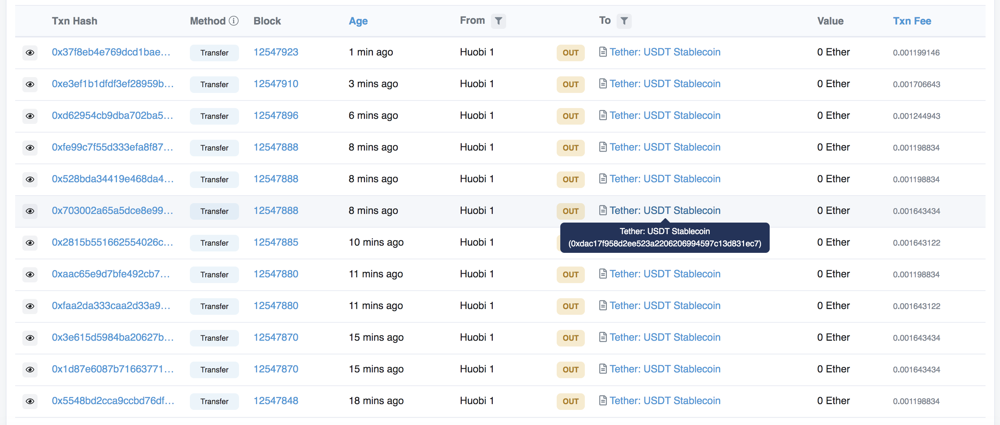 Txn Hash Method Block Age From To Value Txn Fee
0x37f8eb4e769dcd1bae... Transfer 12547923 1 min ago Huobi 1 OUT Tether: USDT Stablecoin 0 Ether 0.001199146
0xe3ef1b1dfdf3ef28959b... Transfer 12547910 3 mins ago Huobi 1 OUT Tether: USDT Stablecoin 0 Ether 0.001706643
0xd62954cb9dba702ba5... Transfer 12547896 6 mins ago Huobi 1 OUT Tether: USDT Stablecoin 0 Ether 0.001244943
0xfe99c7f55d333efa8f87... Transfer 12547888 8 mins ago Huobi 1 OUT Tether: USDT Stablecoin 0 Ether 0.001198834
0x528bda34419e468da4... Transfer 12547888 8 mins ago Huobi 1 OUT Tether: USDT Stablecoin 0 Ether 0.001198834
0x703002a65a5dce8e99... Transfer 12547888 8 mins ago Huobi 1 OUT Tether: USDT Stablecoin 0 Ether 0.001643434
Tether: USDT Stablecoin
(0xdac17f958d2ee523a2206206994597c13d831ec7)
0x2815b551662554026c... Transfer 12547885 10 mins ago Huobi 1 0 Ether 0.001643122
0xaac65e9d7bfe492cb7... Transfer 12547880 11 mins ago Huobi 1 OUT Tether: USDT Stablecoin 0 Ether 0.001198834
0xfaa2da333caa2d33a9... Transfer 12547880 11 mins ago Huobi 1 OUT Tether: USDT Stablecoin 0 Ether 0.001643122
0x3e615d5984ba20627b... Transfer 12547870 15 mins ago Huobi 1 OUT Tether: USDT Stablecoin 0 Ether 0.001643434
0x1d87e6087b71663771... Transfer 12547870 15 mins ago Huobi 1 OUT Tether: USDT Stablecoin 0 Ether 0.001643434
0x5548bd2cca9ccbd76df... Transfer 12547848 18 mins ago Huobi 1 OUT Tether: USDT Stablecoin 0 Ether 0.001198834